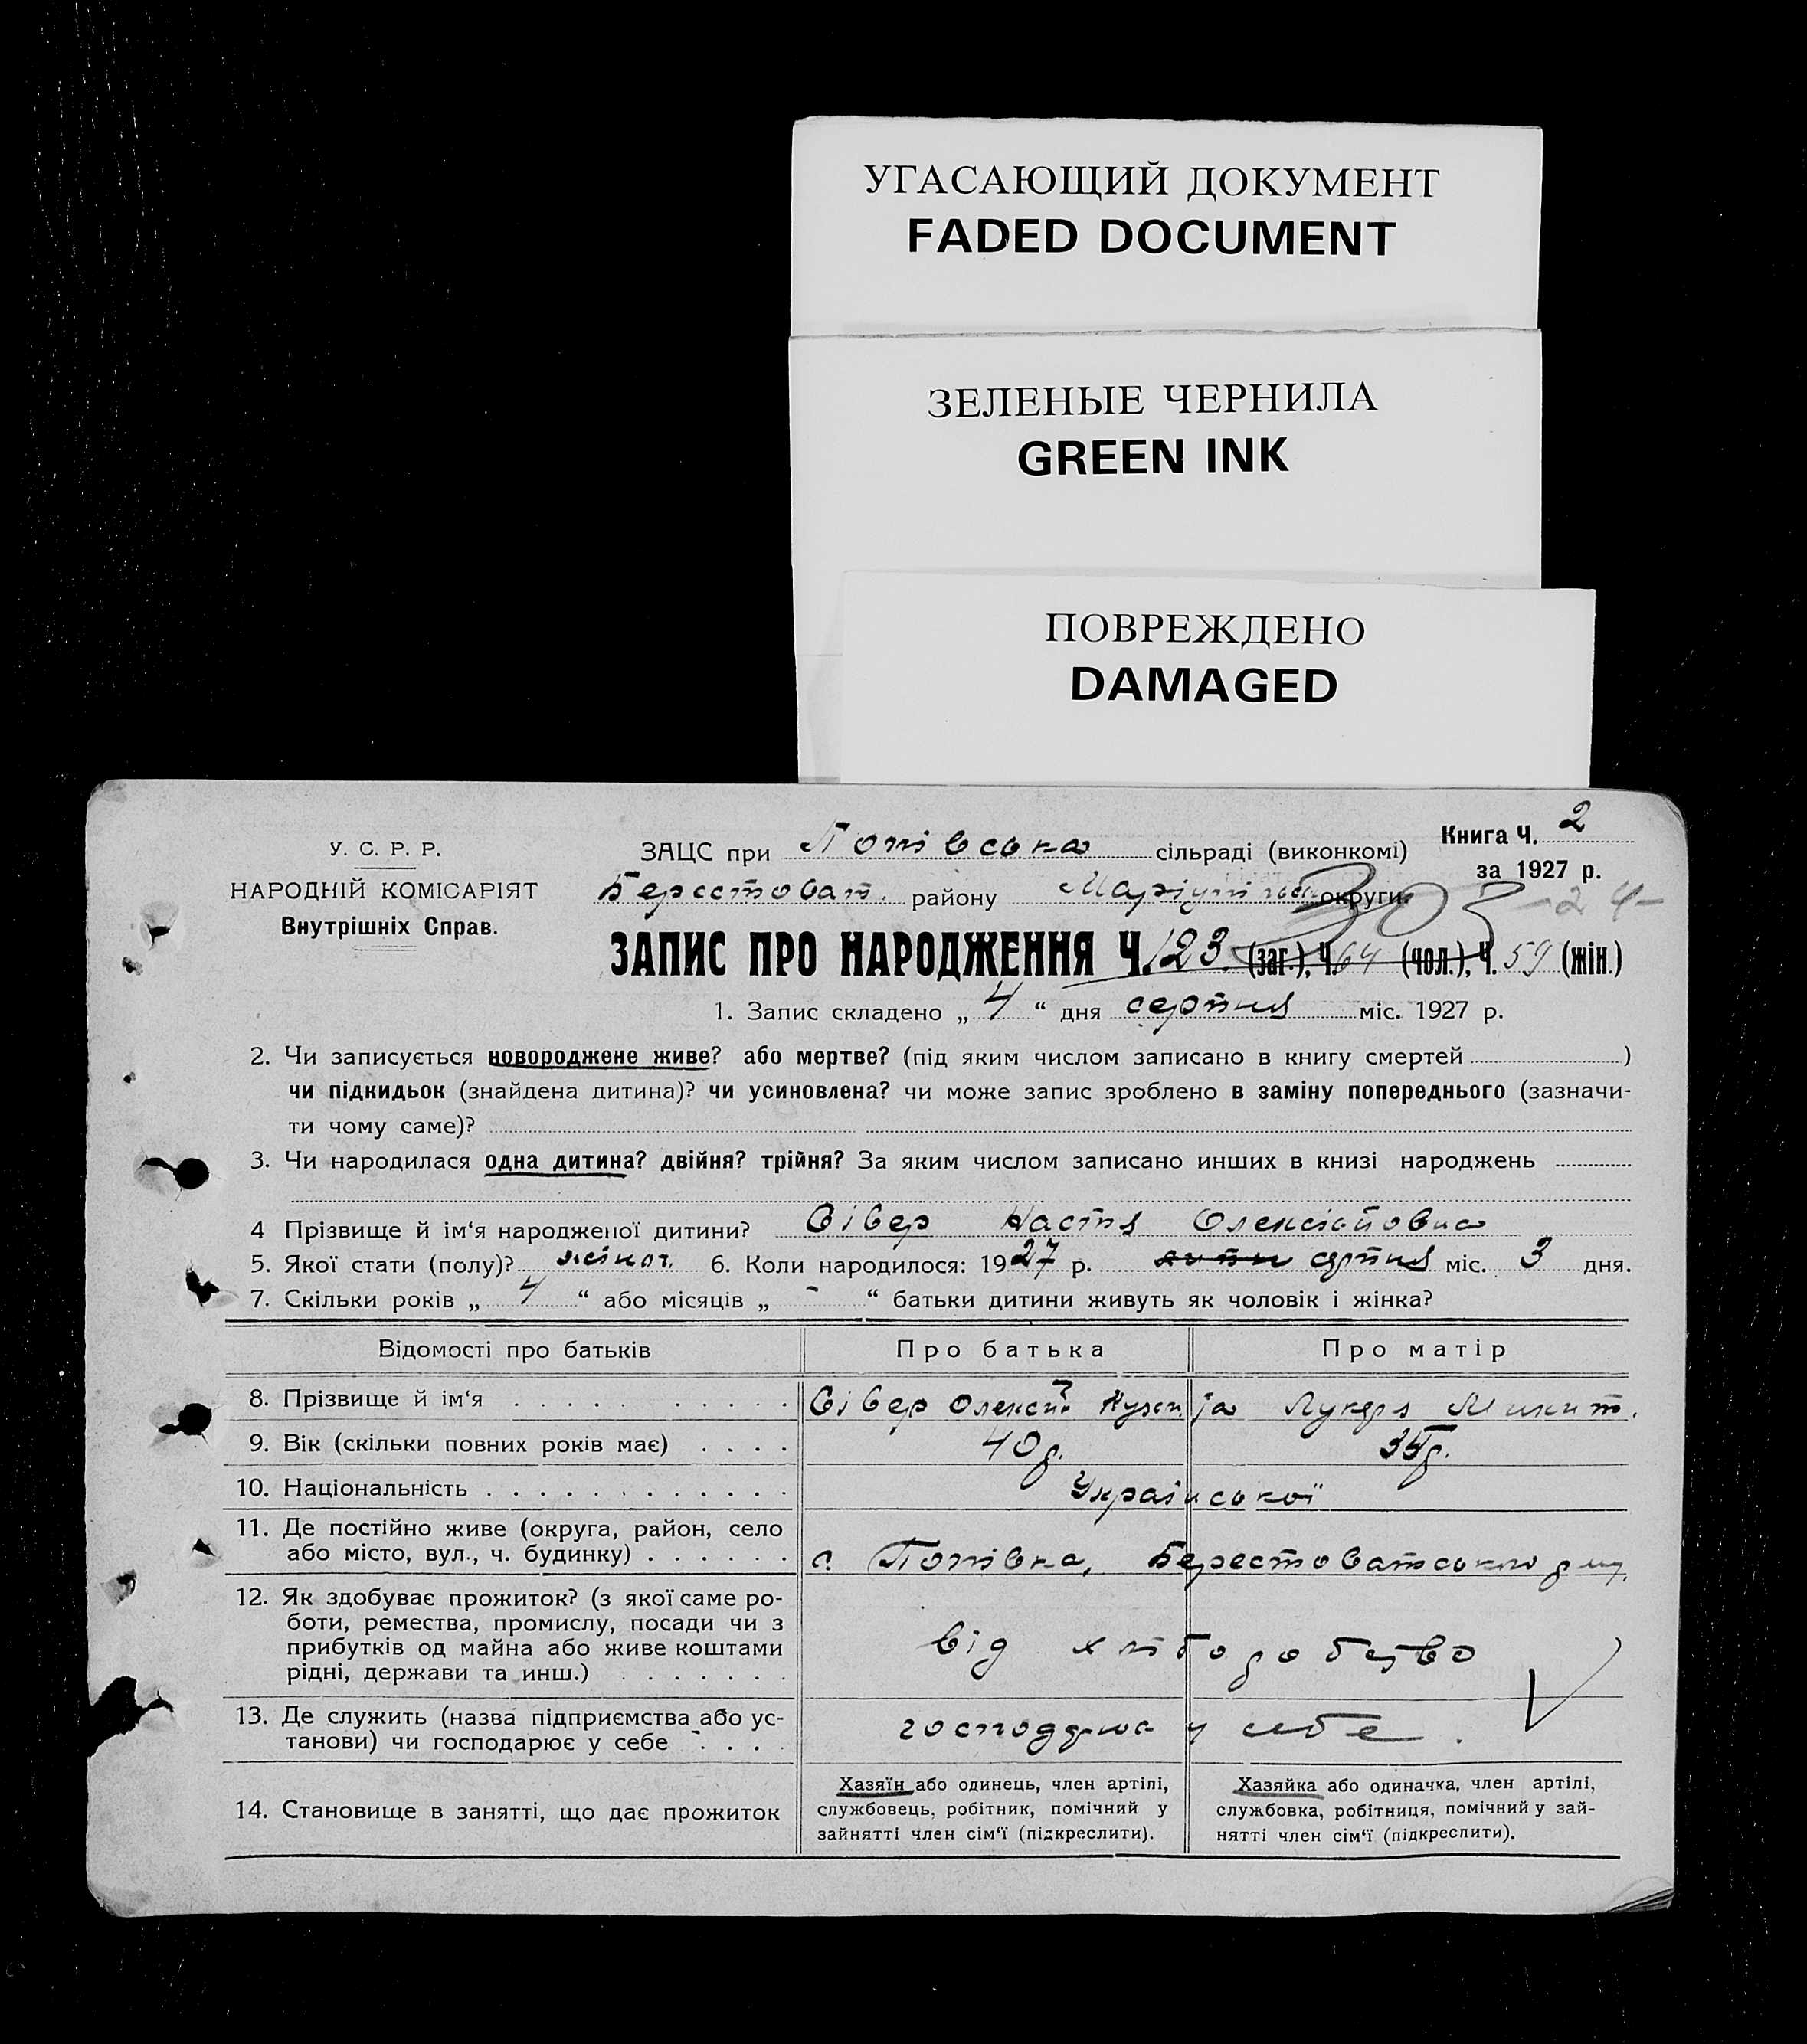 УГАСАЮЩИЙ ДОКУМЕНТ
FADED DOCUMENT
ЗЕЛЕНЫЕ ЧЕРНИЛА
GREEN INK
ПОВРЕЖДЕНО
DAMAGED
У. С. Р. Р.
НАРОДНІЙ КОМІСАРІЯТ
Внутрішніх Справ.
ЗАЦС при Попівська сільраді (виконкомі)
Книга Ч. 2
за 1927 р.
Берестоват. району Маріупільськ округи
303 -24-
ЗАПИС ПРО НАРОДЖЕННЯ Ч. 123. (заг.), Ч. 64 (чол.), Ч. 59 (жін.)
1. Запис складено „ 4 “ дня серпня міс. 1927 р.
2. Чи записується новороджене живе? або мертве? (під яким числом записано в книгу смертей )
чи підкидьок (знайдена дитина)? чи усиновлена? чи може запис зроблено в заміну попереднього (зазначи-
ти чому саме)?
3. Чи народилася одна дитина? двійня? трійня? За яким числом записано инших в книзі народжень
4 Прізвище й ім‘я народженої дитини? Сівер Настя Олексійовна
5. Якої стати (полу)? жіноч. 6. Коли народилося: 1927 р. серпня міс. 3 дня.
7. Скільки років „ 4 “ або місяців „ - “ батьки дитини живуть як чоловік і жінка?
Відомості про батьків Про батька Про матір
8. Прізвище й ім‘я Сівер Олексій Лукеря Микит.
9. Вік (скільки повних років має) 40 р. р.
10. Національність Української
11. Де постійно живе (округа, район, село
або місто, вул., ч. будинку) с. Попівка, Берестоватського р-ну.
12. Як здобуває прожиток? (з якої саме ро-
боти, ремества, промислу, посади чи з
прибутків од майна або живе коштами
рідні, держави та инш.) від хліборобство
13. Де служить (назва підприємства або ус-
танови) чи господарює у себе у себе.
14. Становище в занятті, що дає прожиток
Хазяїн або одинець, член артілі,
службовець, робітник, помічний у
зайнятті член сім‘ї (підкреслити).
Хазяйка або одиначка, член артілі,
службовка, робітниця, помічний у зай-
нятті член сім‘ї (підкреслити).